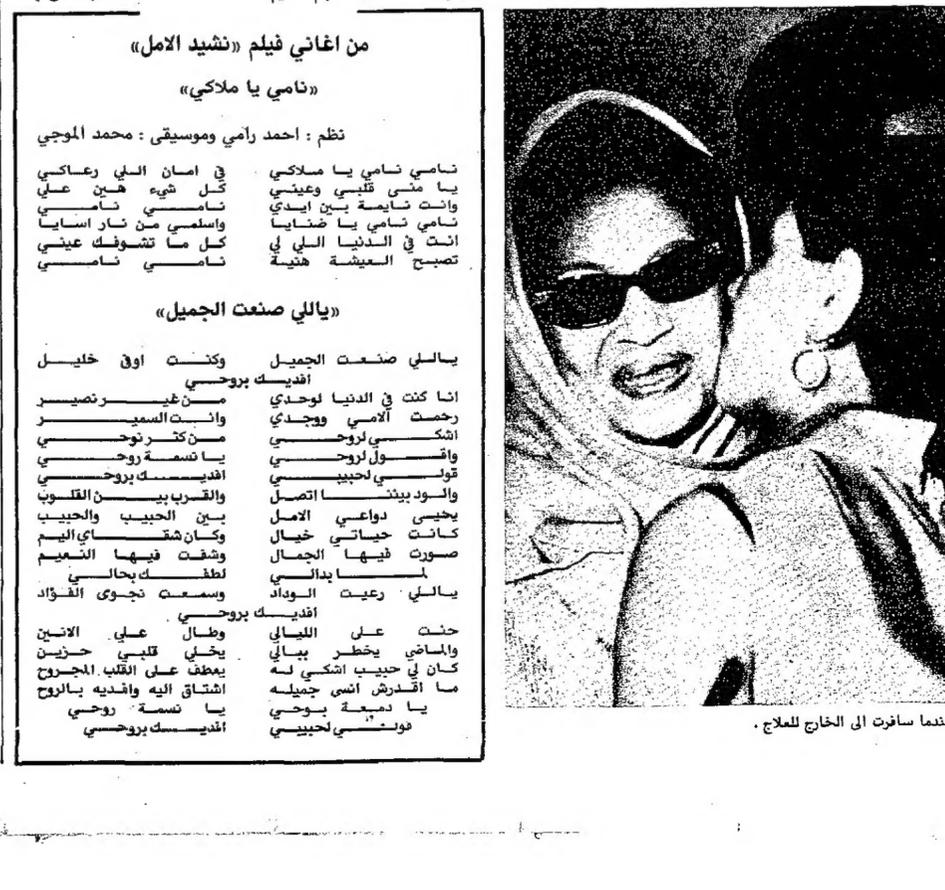 من اغاني فيلم «نشيد الامل»
«نامي يا ملاكي»
نظم : احمد رامي وموسيقى : محمد الموجي
نامي نامي يا ملاكي في امان اللي رعاكي
يا منى قلبي وعيني كل شيء هين علي
وانت نايمة بين ايدي نامي نامي
نامي نامي يا ضنايا واسلمي من نار اسايا
انت في الدنيا اللي لي كل ما تشوفك عيني
تصبح العيشة هنية نامي نامي
«ياللي صنعت الجميل»
ياللي صنعت الجميل وكنت اوفى خليل
افديك بروحي
انا كنت في الدنيا لوحدي من غير نصير
رحمت آلامي ووجدي وانت السمير
اشكي لروحي من كثر نوحي
واقول لروحي يا نسمة روحي
قولي لحبيبي افديك بروحي
والود بيننا اتصل والقرب بين القلوب
يحيى دواعي الامل بين الحبيب والحبيب
كانت حياتي خيال وكان شقاي اليم
صورت فيها الجمال وشفت فيها النعيم
لما بدالي لطفك بحالي
ياللي رعيت الوداد وسمعت نجوى الفؤاد
افديك بروحي
حنت على الليالي وطال علي الانين
والماضي يخطر ببالي يخلي قلبي حزين
كان لي حبيب اشكي له يعطف على القلب المجروح
ما اقدرش انسى جميله اشتاق اليه وافديه بالروح
يا دمعة بوحي يا نسمة روحي
قولي لحبيبي افديك بروحي
سافرت الى الخارج للعلاج .